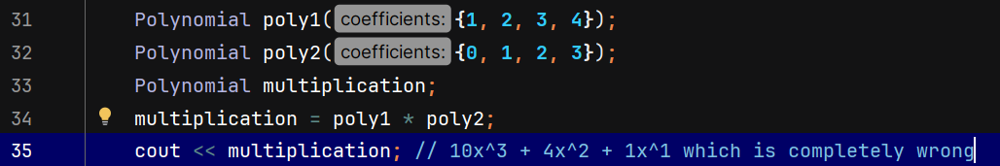 31 Polynomial poly1(coefficients: {1, 2, 3, 4});
32 Polynomial poly2(coefficients: {0, 1, 2, 3});
33 Polynomial multiplication;
34 multiplication = poly1 * poly2;
35 cout << multiplication; // 10x^3 + 4x^2 + 1x^1 which is completely wrong